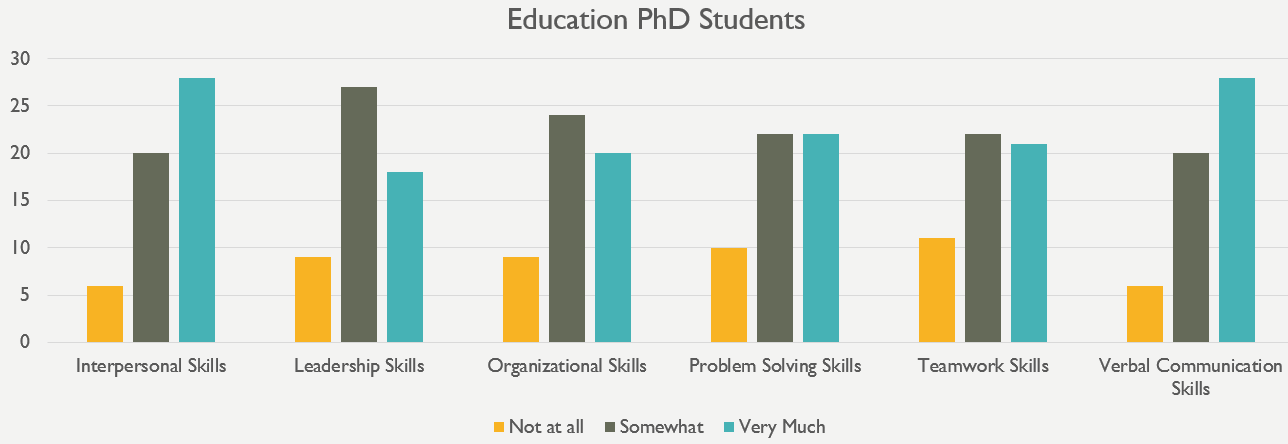 Education PhD Students
30
25
20
15
10
5
0
Interpersonal Skills
Leadership Skills
Organizational Skills
Problem Solving Skills
Teamwork Skills
Verbal Communication
Skills
Not at all
Somewhat
Very Much